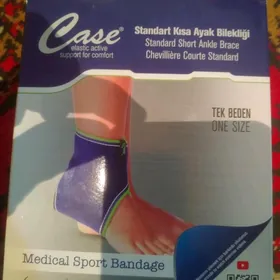 Case®
elastic active
support for comfort
Standart Kısa Ayak Bilekliği
Standard Short Ankle Brace
Chevillière Courte Standard
TEK BEDEN
ONE SIZE
Medical Sport Bandage